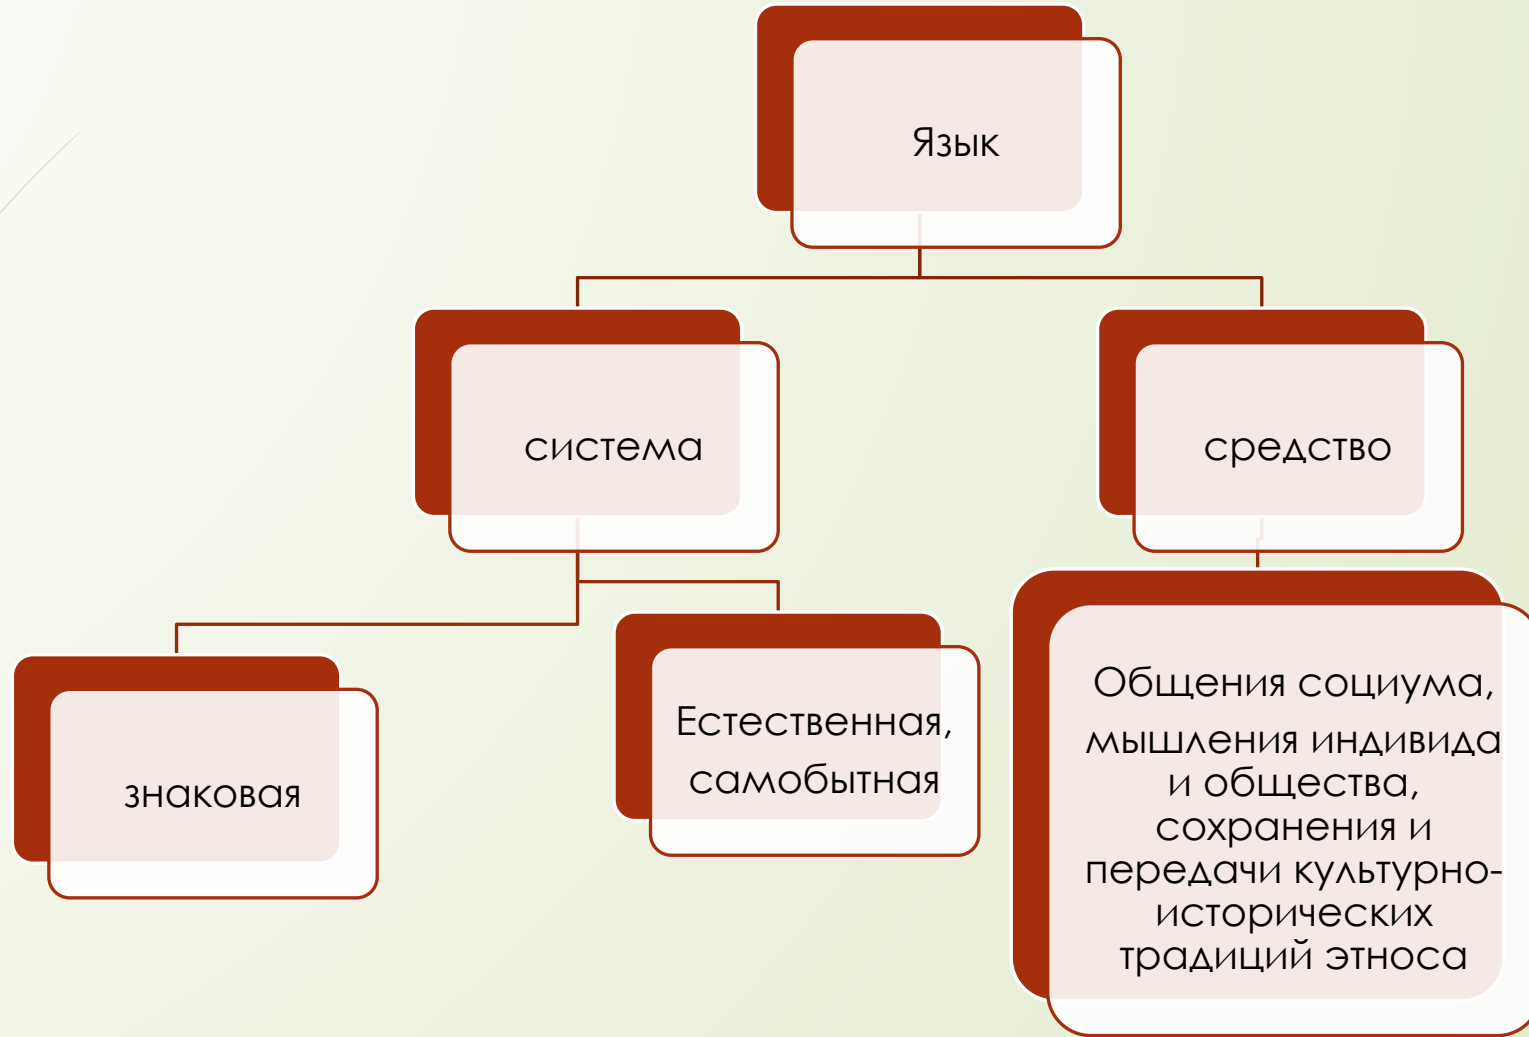 Язык
система
средство
знаковая
Естественная,
самобытная
Общения социума,
мышления индивида
и общества,
сохранения и
передачи культурно-
исторических
традиций этноса